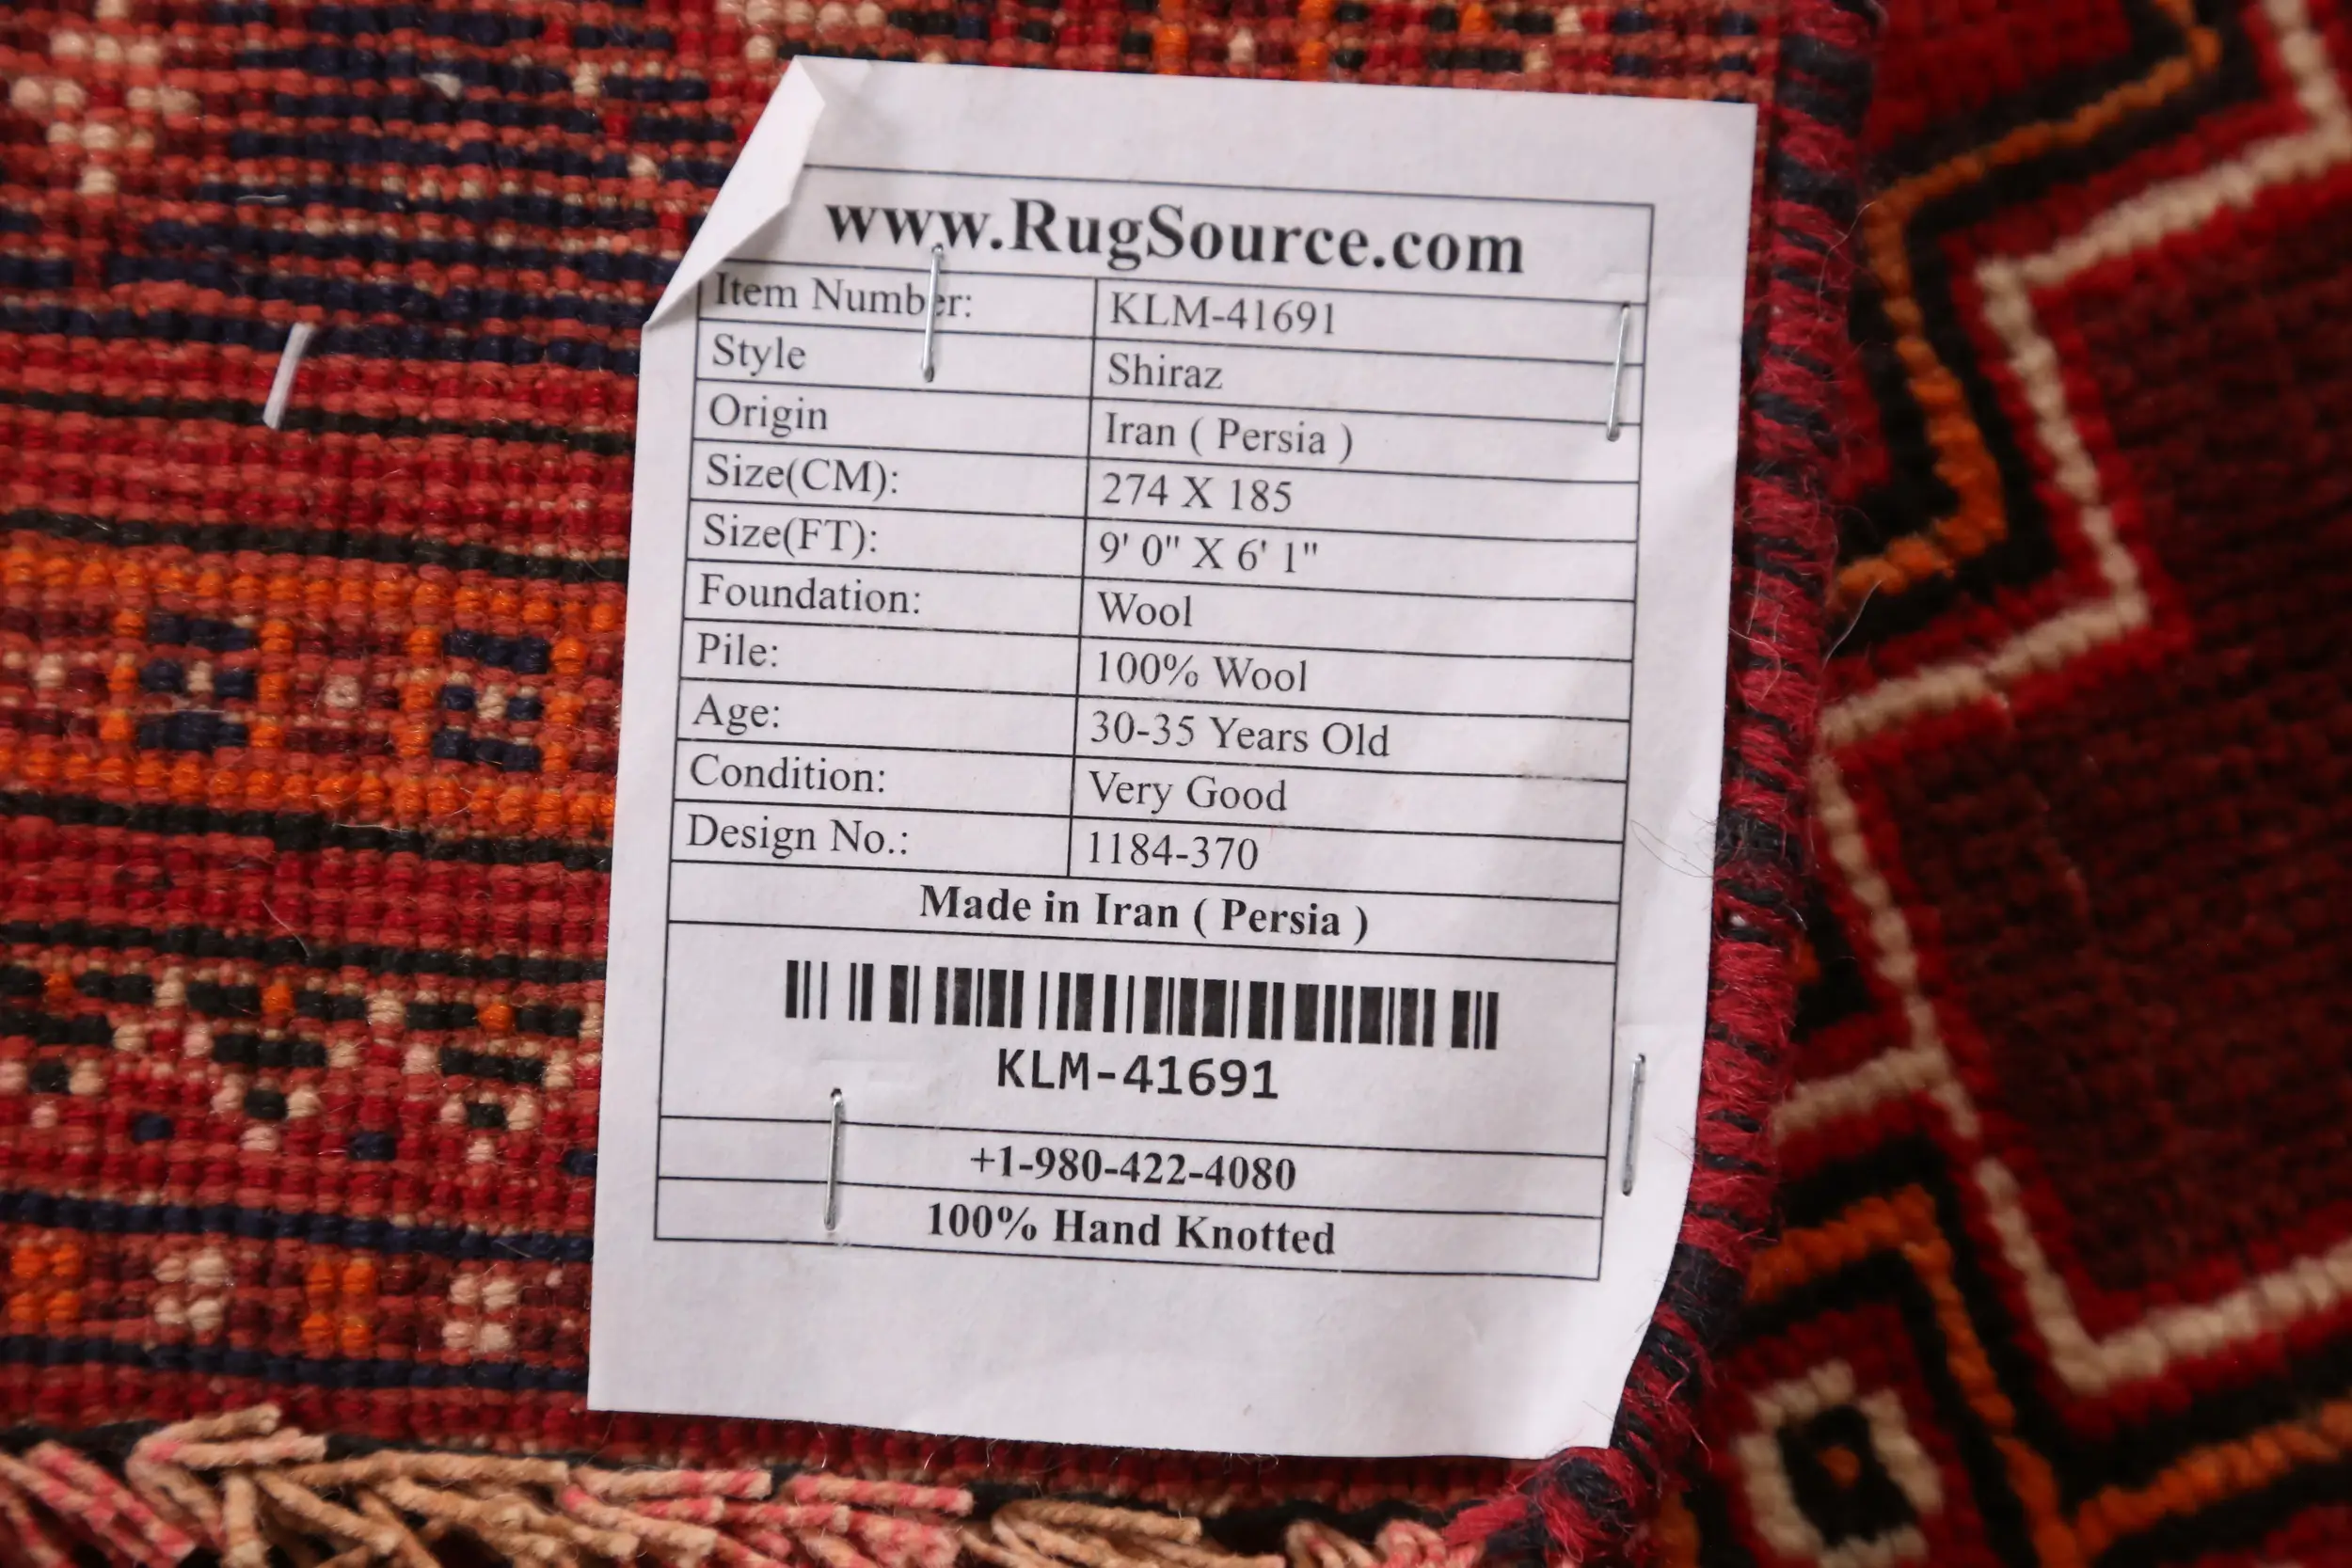 www.RugSource.com
Item Number: KLM-41691
Style Shiraz
Origin Iran ( Persia )
Size(CM): 274 X 185
Size(FT): 9' 0" X 6' 1"
Foundation: Wool
Pile: 100% Wool
Age: 30-35 Years Old
Condition: Very Good
Design No.: 1184-370
Made in Iran ( Persia )
KLM-41691
+1-980-422-4080
100% Hand Knotted